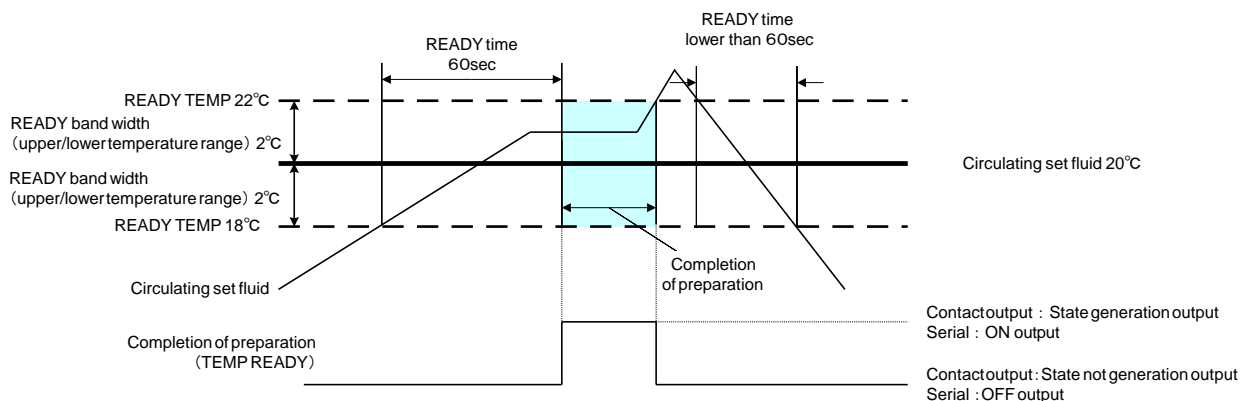 READY time
60sec
READY time
lower than 60sec
READY TEMP 22°C
READY band width
(upper/lower temperature range) 2°C
Circulating set fluid 20°C
READY band width
(upper/lower temperature range) 2°C
READY TEMP 18°C
Completion
of preparation
Circulating set fluid
Contact output : State generation output
Serial : ON output
Completion of preparation
(TEMP READY)
Contact output : State not generation output
Serial : OFF output